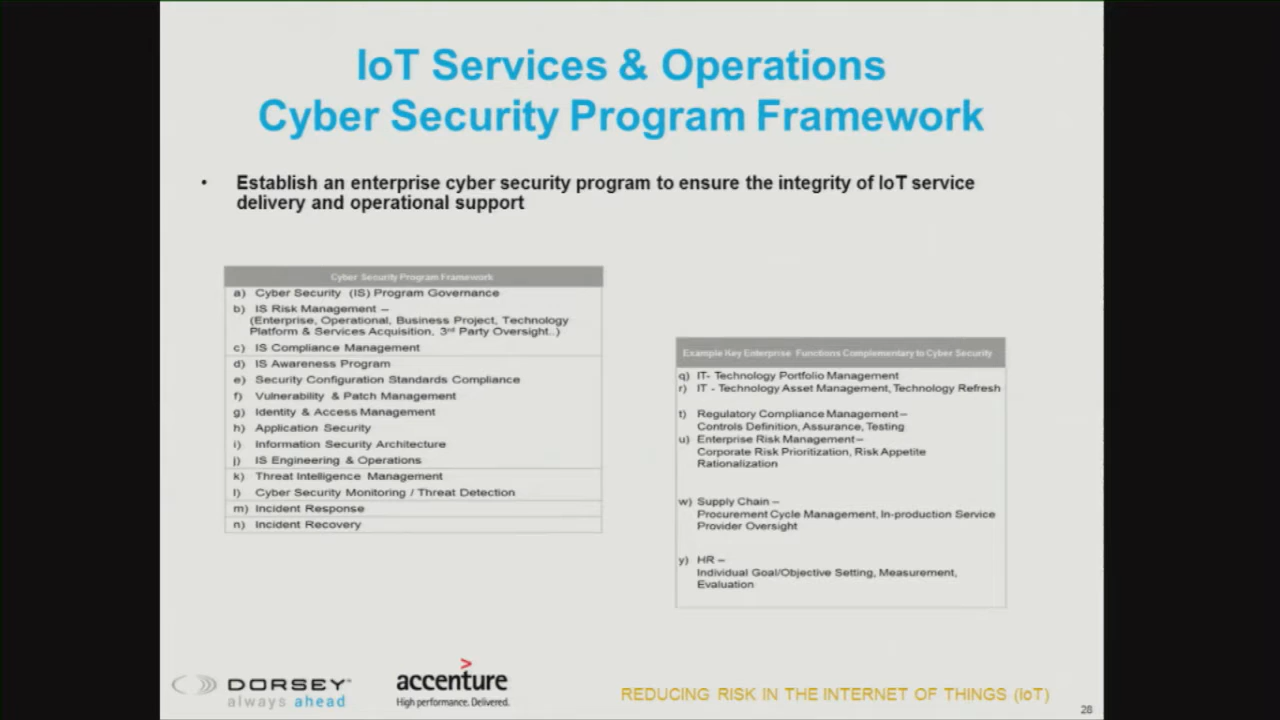 IoT Services & Operations
Cyber Security Program Framework
• Establish an enterprise cyber security program to ensure the integrity of IoT service
delivery and operational support
Cyber Security Program Framework
a) Cyber Security (IS) Program Governance
b) IS Risk Management –
(Enterprise, Operational, Business Project, Technology
Platform & Services Acquisition, 3rd Party Oversight..)
c) IS Compliance Management
d) IS Awareness Program
e) Security Configuration Standards Compliance
f) Vulnerability & Patch Management
g) Identity & Access Management
h) Application Security
i) Information Security Architecture
j) IS Engineering & Operations
k) Threat Intelligence Management
l) Cyber Security Monitoring / Threat Detection
m) Incident Response
n) Incident Recovery
Example Key Enterprise Functions Complementary to Cyber Security
q) IT- Technology Portfolio Management
r) IT - Technology Asset Management, Technology Refresh
t) Regulatory Compliance Management–
Controls Definition, Assurance, Testing
u) Enterprise Risk Management–
Corporate Risk Prioritization, Risk Appetite
Rationalization
w) Supply Chain –
Procurement Cycle Management, In-production Service
Provider Oversight
y) HR –
Individual Goal/Objective Setting, Measurement,
Evaluation
DORSEY
always ahead
accenture
High performance. Delivered.
REDUCING RISK IN THE INTERNET OF THINGS (IoT)
28